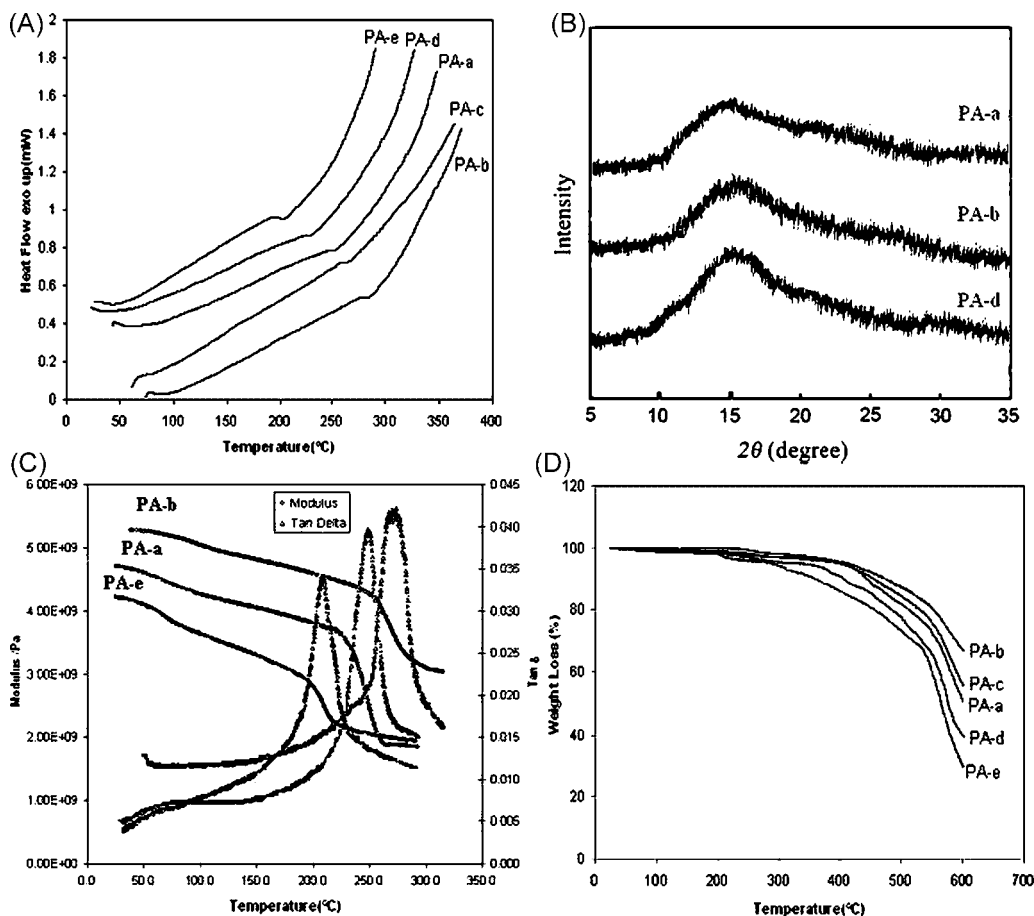 (A)
Heat Flow exo up(mW)
2
1.8
1.6
1.4
1.2
1
0.8
0.6
0.4
0.2
0
PA-e
PA-d
PA-a
PA-c
PA-b
0 50 100 150 200 250 300 350 400
Temperature(°C)
(B)
Intensity
PA-a
PA-b
PA-d
5 10 15 20 25 30 35
2θ (degree)
(C)
Modulus /Pa
6.00E+09
5.00E+09
4.00E+09
3.00E+09
2.00E+09
1.00E+09
0.00E+00
PA-b
PA-a
PA-e
Modulus
Tan Delta
0.045
0.040
0.035
0.030
0.025
0.020
0.015
0.010
0.005
0.000
Tan δ
0.0 50.0 100.0 150.0 200.0 250.0 300.0 350.0
Temperature(°C)
(D)
Weight Loss (%)
120
100
80
60
40
20
0
PA-b
PA-c
PA-a
PA-d
PA-e
0 100 200 300 400 500 600 700
Temperature(°C)